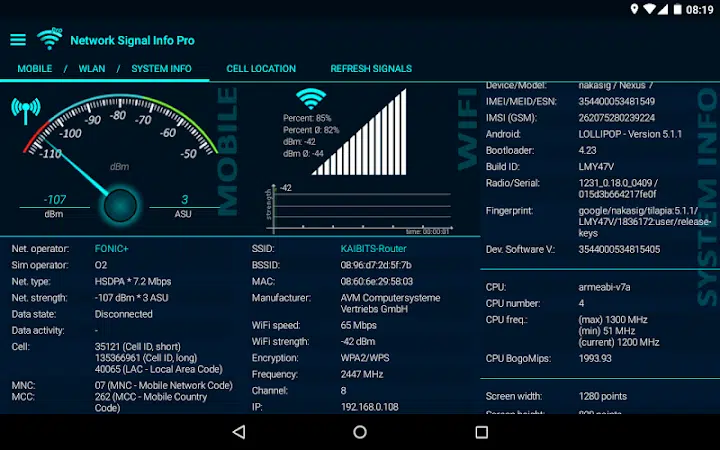 08:19
Pro
Network Signal Info Pro
MOBILE / WLAN / SYSTEM INFO CELL LOCATION REFRESH SIGNALS
-110
-100
-90
-80
-70
-60
-50
dBm
-107
dBm
3
ASU
MOBILE
Percent: 85%
Percent Ø: 82%
dBm: -42
dBm Ø: -44
WIFI
-42
strength
time: 00:00:01
Net. operator: FONIC+
Sim operator: O2
Net. type: HSDPA * 7.2 Mbps
Net. strength: -107 dBm * 3 ASU
Data state: Disconnected
Data activity: -
Cell: 35121 (Cell ID, short)
135366961 (Cell ID, long)
40065 (LAC - Local Area Code)
MNC: 07 (MNC - Mobile Network Code)
MCC: 262 (MCC - Mobile Country
Code)
SSID: KAIBITS-Router
BSSID: 08:96:d7:2d:5f:7b
MAC: 08:60:6e:29:58:03
Manufacturer: AVM Computersysteme
Vertriebs GmbH
WiFi speed: 65 Mbps
WiFi strength: -42 dBm
Encryption: WPA2/WPS
Frequency: 2447 MHz
Channel: 8
IP: 192.168.0.108
Device/Model: nakasig / Nexus 7
IMEI/MEID/ESN: 354400053481549
IMSI (GSM): 262075280239224
Android: LOLLIPOP - Version 5.1.1
Bootloader: 4.23
Build ID: LMY47V
Radio/Serial: 1231_0.18.0_0409 /
015d3b664217fe0f
Fingerprint: google/nakasig/tilapia:5.1.1/
LMY47V/1836172:user/release-
keys
Dev. Software V.: 3544000534815405
CPU: armeabi-v7a
CPU number: 4
CPU freq.: (max) 1300 MHz
(min) 51 MHz
(current) 1200 MHz
CPU BogoMips: 1993.93
Screen width: 1280 points
Screen height: 800 points
SYSTEM INFO